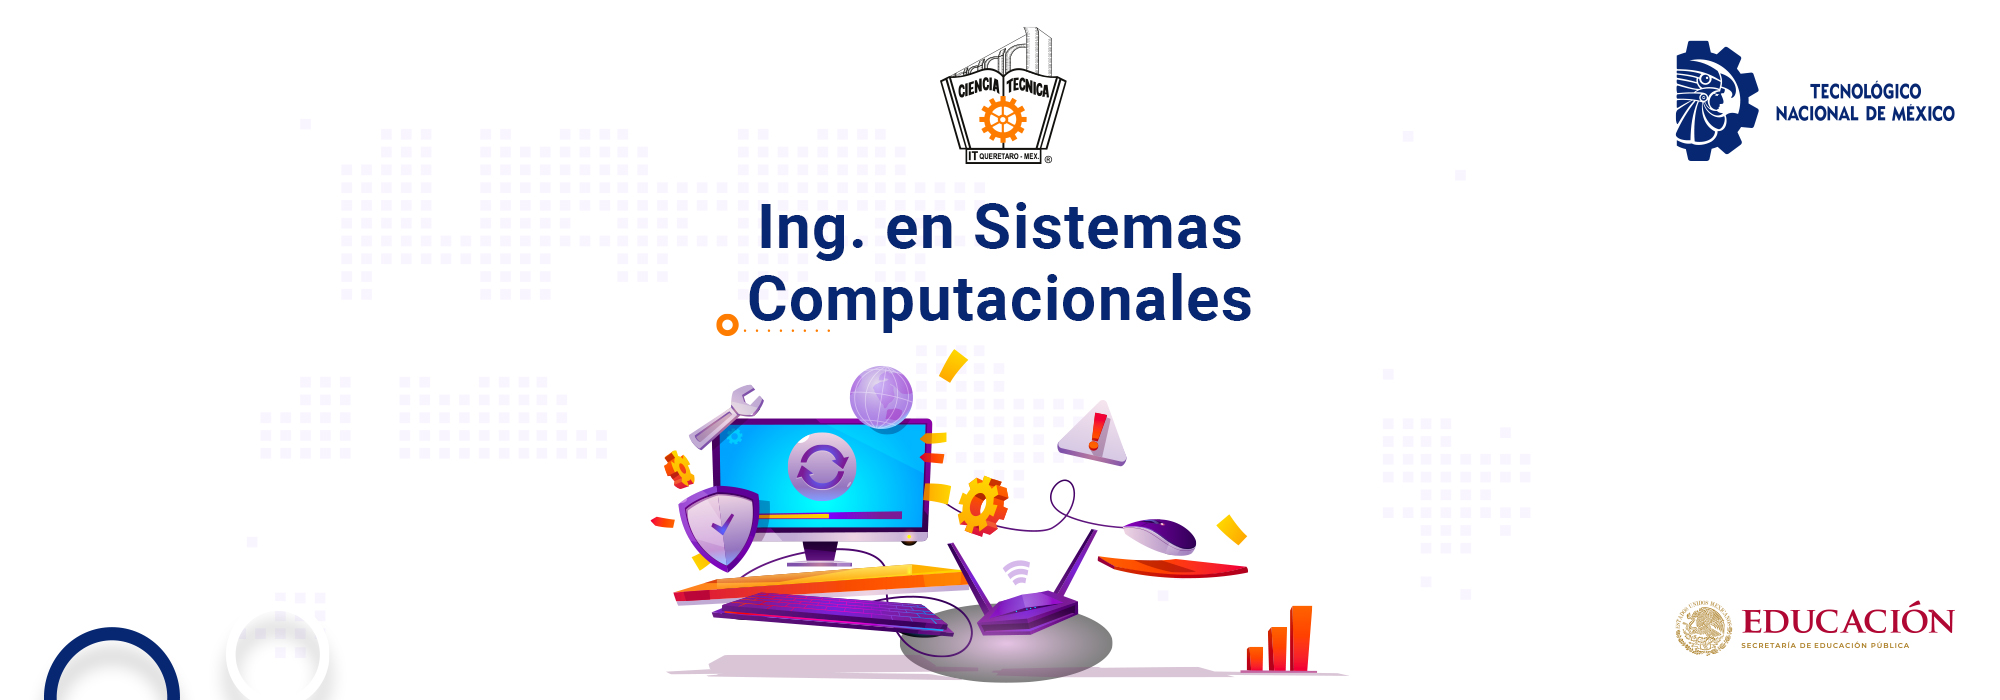 CIENCIA TECNICA
IT QUERETARO - MEX. ®
TECNOLÓGICO
NACIONAL DE MÉXICO
Ing. en Sistemas
Computacionales
ESTADOS UNIDOS MEXICANOS
EDUCACIÓN
SECRETARÍA DE EDUCACIÓN PÚBLICA